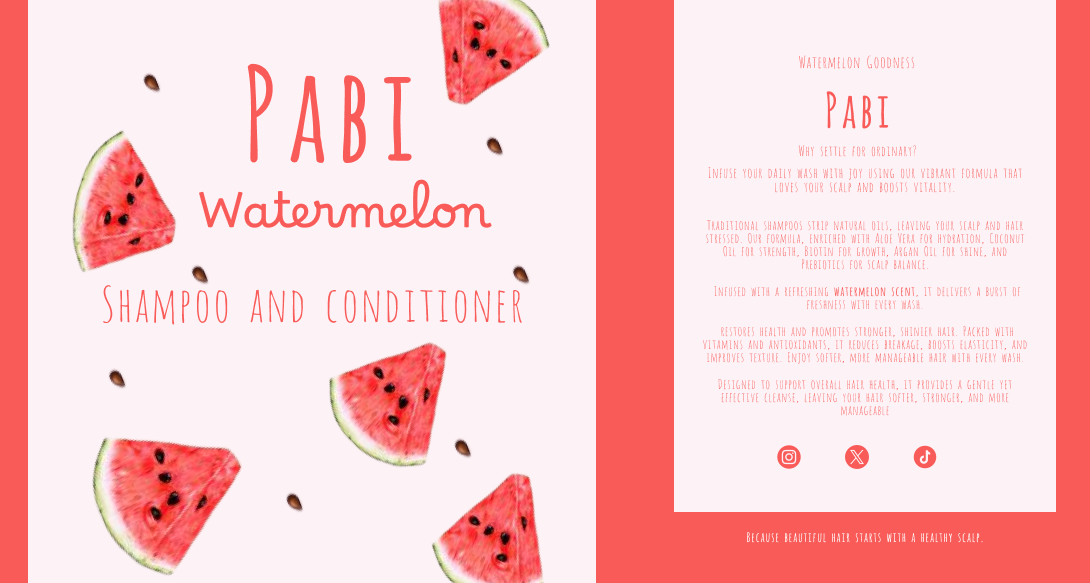 Pabi
Watermelon
Shampoo and conditioner
Watermelon Goodness
Pabi
Why settle for ordinary?
Infuse your daily wash with joy using our vibrant formula that
loves your scalp and boosts vitality.
Traditional shampoos strip natural oils, leaving your scalp and hair
stressed. Our formula, enriched with Aloe Vera for hydration, Coconut
Oil for strength, Biotin for growth, Argan Oil for shine, and
Prebiotics for scalp balance.
Infused with a refreshing watermelon scent, it delivers a burst of
freshness with every wash.
restores health and promotes stronger, shinier hair. Packed with
vitamins and antioxidants, it reduces breakage, boosts elasticity, and
improves texture. Enjoy softer, more manageable hair with every wash.
Designed to support overall hair health, it provides a gentle yet
effective cleanse, leaving your hair softer, stronger, and more
manageable
Because beautiful hair starts with a healthy scalp.